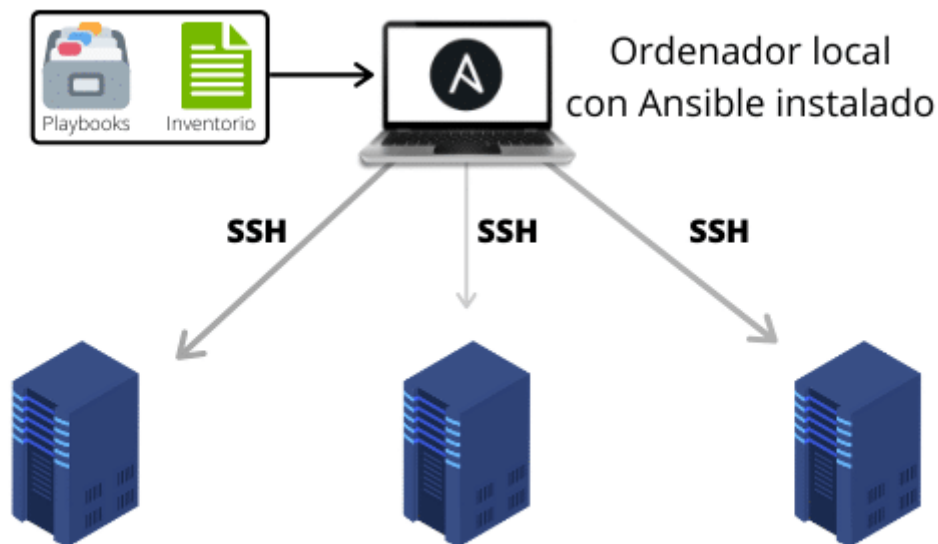 Playbooks
Inventorio
Ordenador local
con Ansible instalado
SSH
SSH
SSH